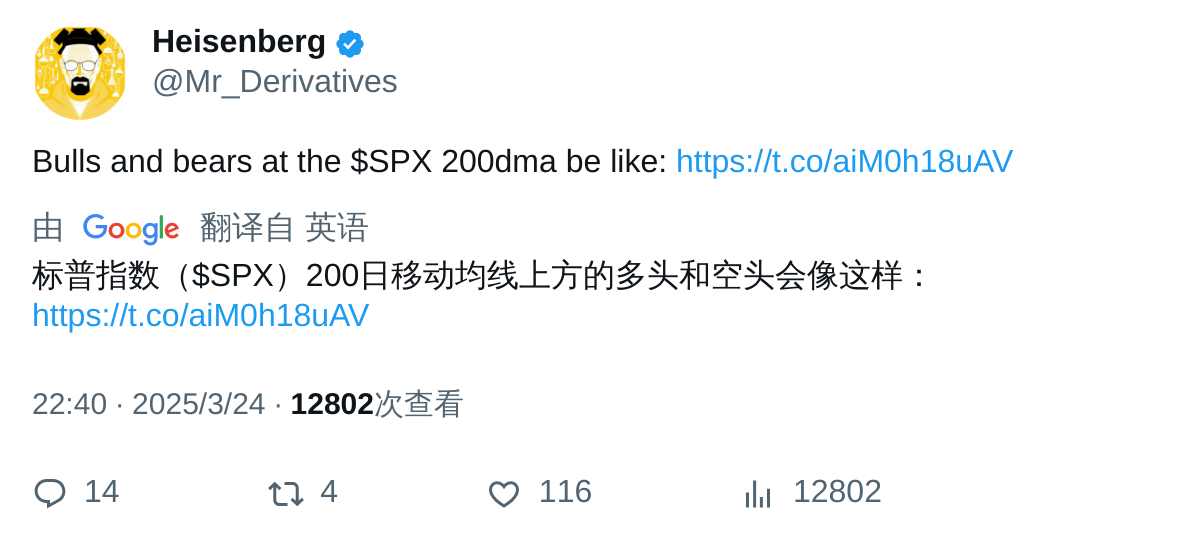 Heisenberg
@Mr_Derivatives
Bulls and bears at the $SPX 200dma be like: https://t.co/aiM0h18uAV
由 Google 翻译自 英语
标普指数（$SPX）200日移动均线上方的多头和空头会像这样：
https://t.co/aiM0h18uAV
22:40 · 2025/3/24 · 12802次查看
14 4 116 12802